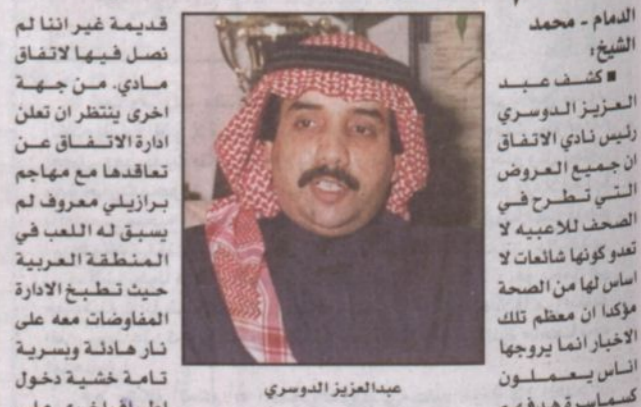 الدمام - محمد
الشيخ:
■ كشف عبد
العزيز الدوسري
رئيس نادي الاتفاق
ان جميع العروض
التي تطرح في
الصحف للاعبيه لا
تعدو كونها شائعات لا
اساس لها من الصحة
مؤكدا ان معظم تلك
الاخبار انما يروجها
اناس يعملون
كسماسرة
عبدالعزيز الدوسري
قديمة غير اننا لم
نصل فيها لاتفاق
مادي. من جهة
اخرى ينتظر ان تعلن
ادارة الاتفاق عن
تعاقدها مع مهاجم
برازيلي معروف لم
يسبق له اللعب في
المنطقة العربية
حيث تطبخ الادارة
المفاوضات معه على
نار هادئة وبسرية
تامة خشية دخول